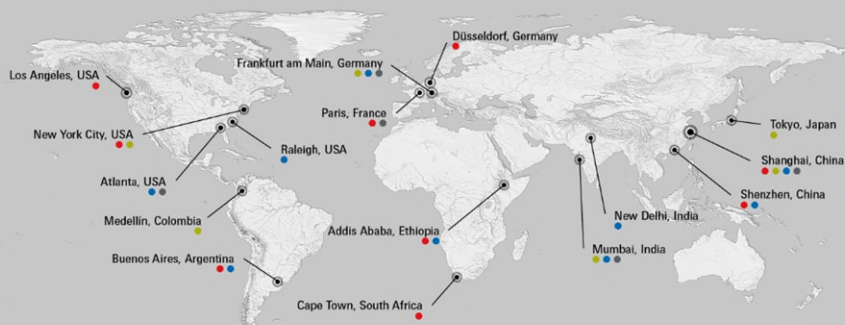 Düsseldorf, Germany
Frankfurt am Main, Germany
Los Angeles, USA
Paris, France
Tokyo, Japan
New York City, USA
Raleigh, USA
Shanghai, China
Atlanta, USA
Shenzhen, China
Medellín, Colombia
New Delhi, India
Addis Ababa, Ethiopia
Mumbai, India
Buenos Aires, Argentina
Cape Town, South Africa